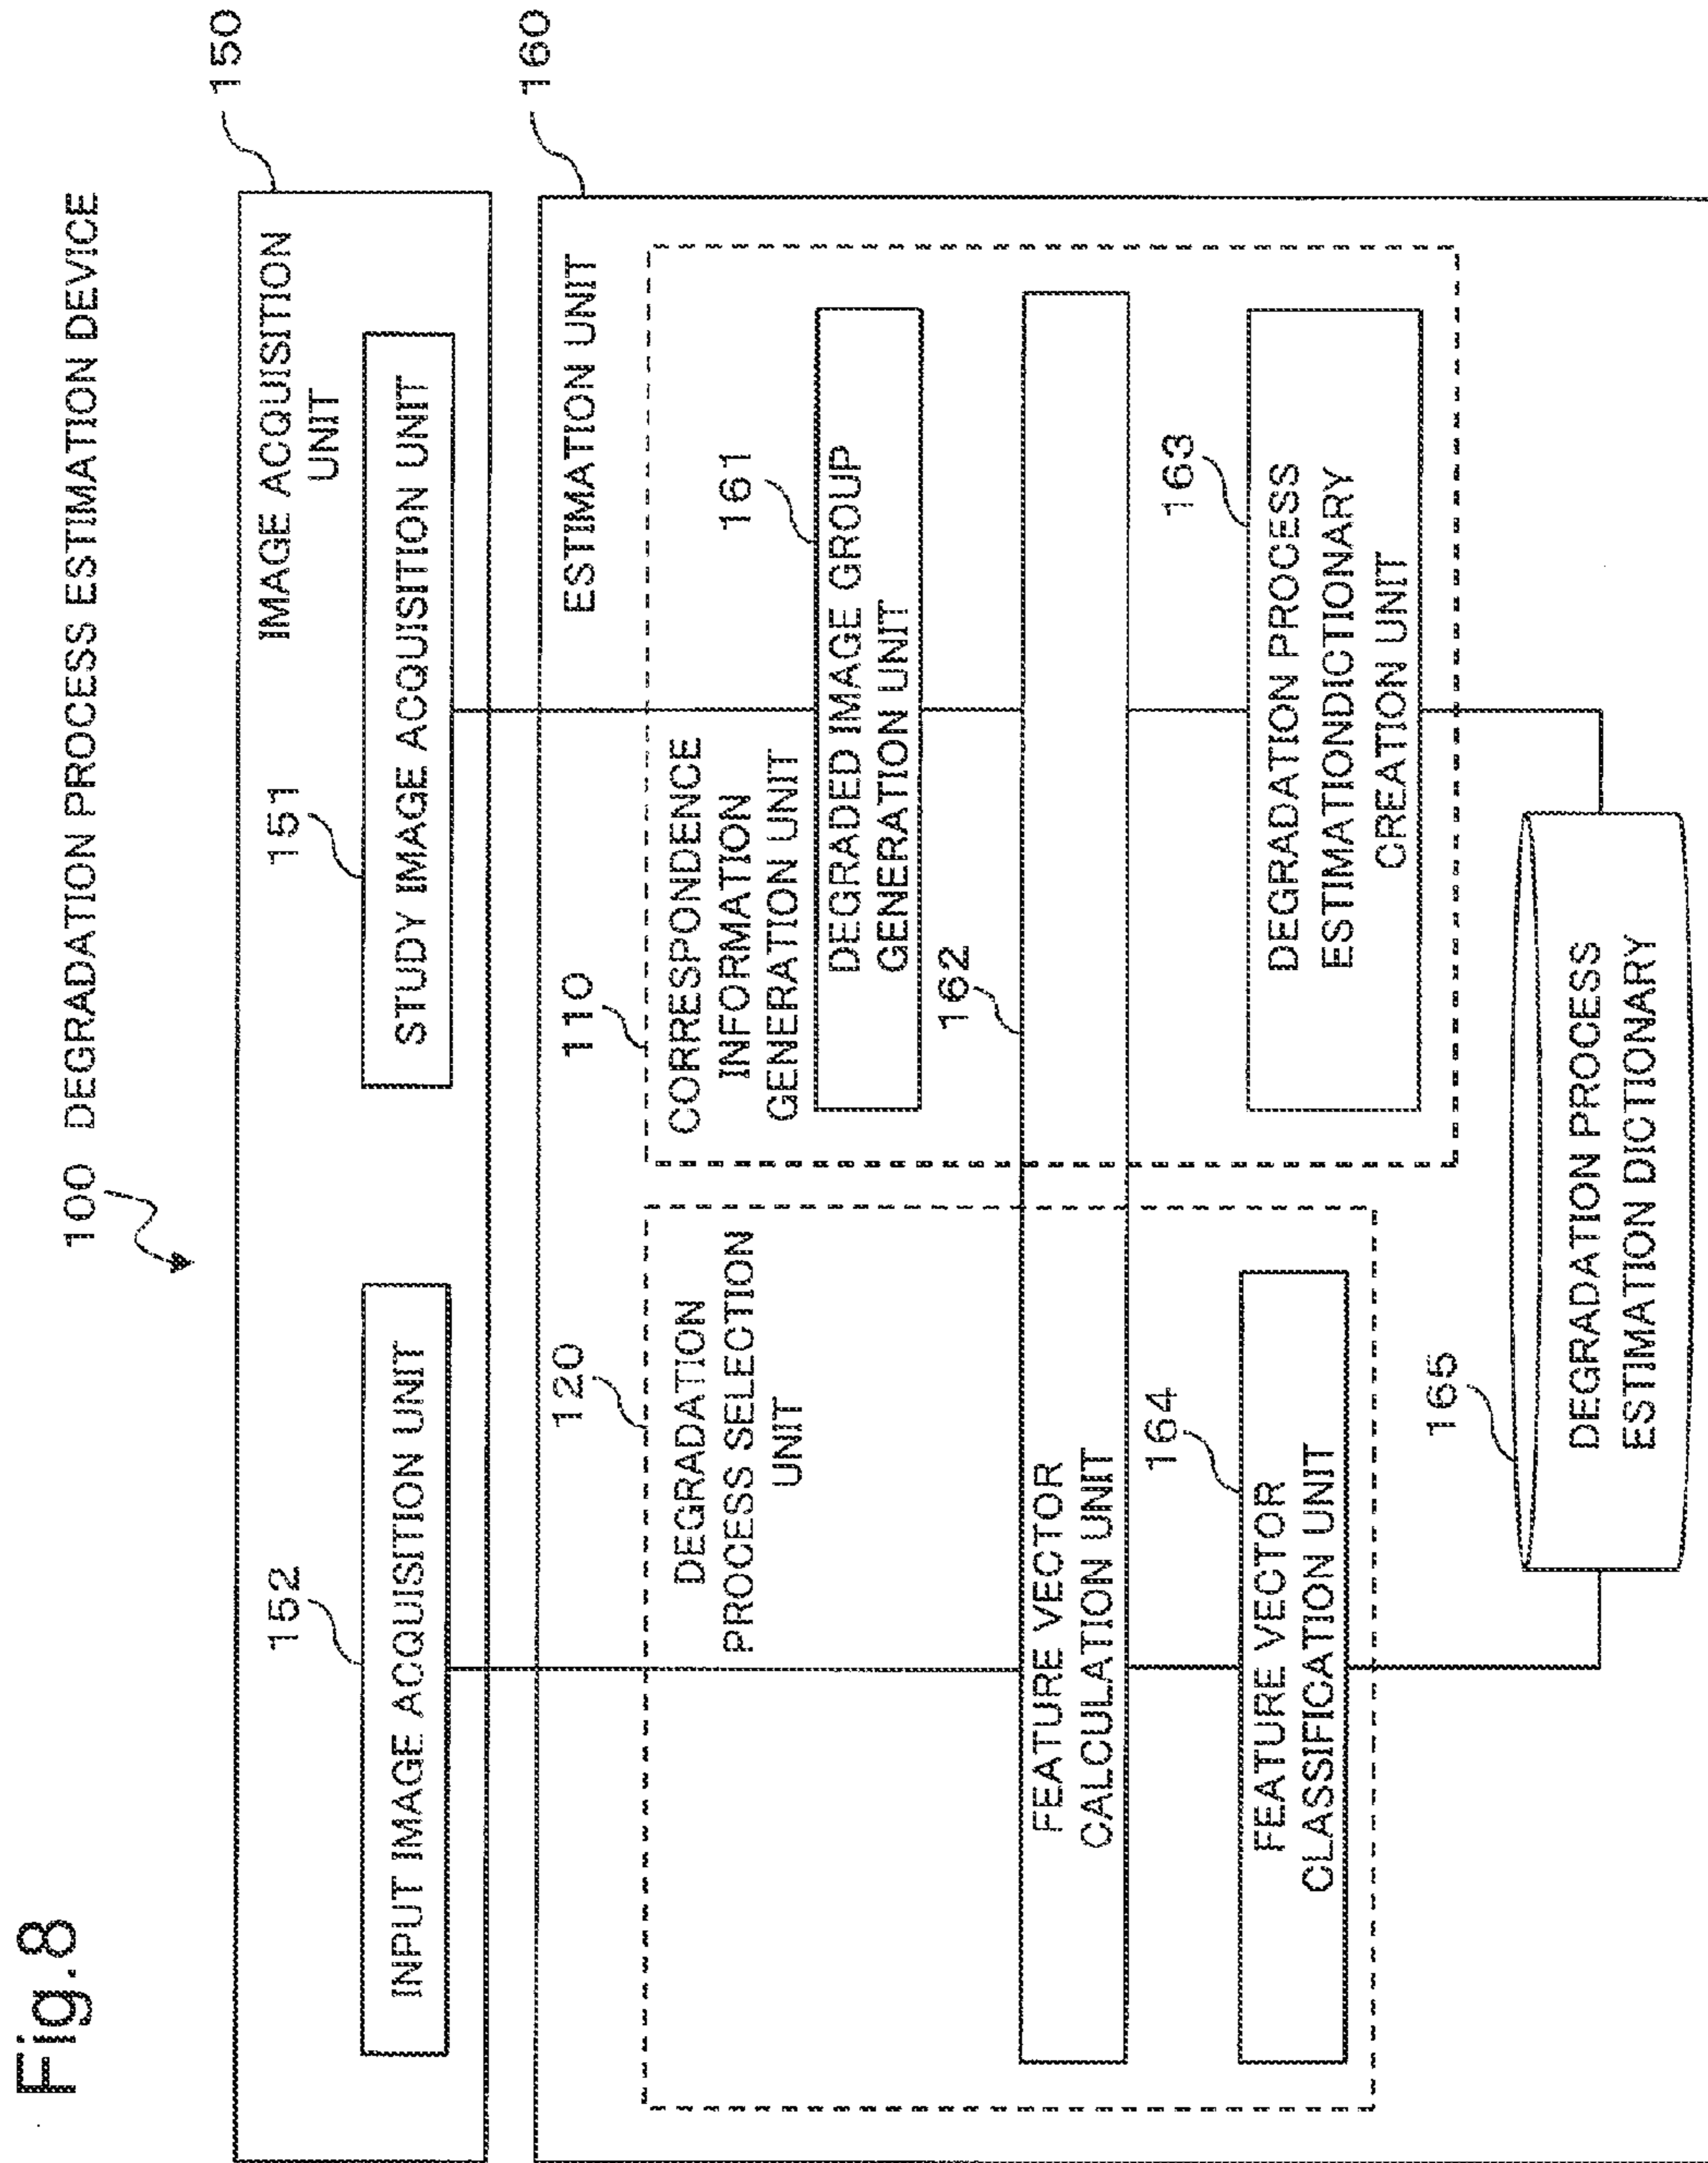 Fig.8
100 DEGRADATION PROCESS ESTIMATION DEVICE
150
IMAGE ACQUISITION
UNIT
152
151
INPUT IMAGE ACQUISITION UNIT
STUDY IMAGE ACQUISITION UNIT
160
ESTIMATION UNIT
120
110
DEGRADATION
PROCESS SELECTION
UNIT
CORRESPONDENCE
INFORMATION
GENERATION UNIT
161
DEGRADED IMAGE GROUP
GENERATION UNIT
162
FEATURE VECTOR
CALCULATION UNIT
164
FEATURE VECTOR
CLASSIFICATION UNIT
163
DEGRADATION PROCESS
ESTIMATIONDICTIONARY
CREATION UNIT
165
DEGRADATION PROCESS
ESTIMATION DICTIONARY